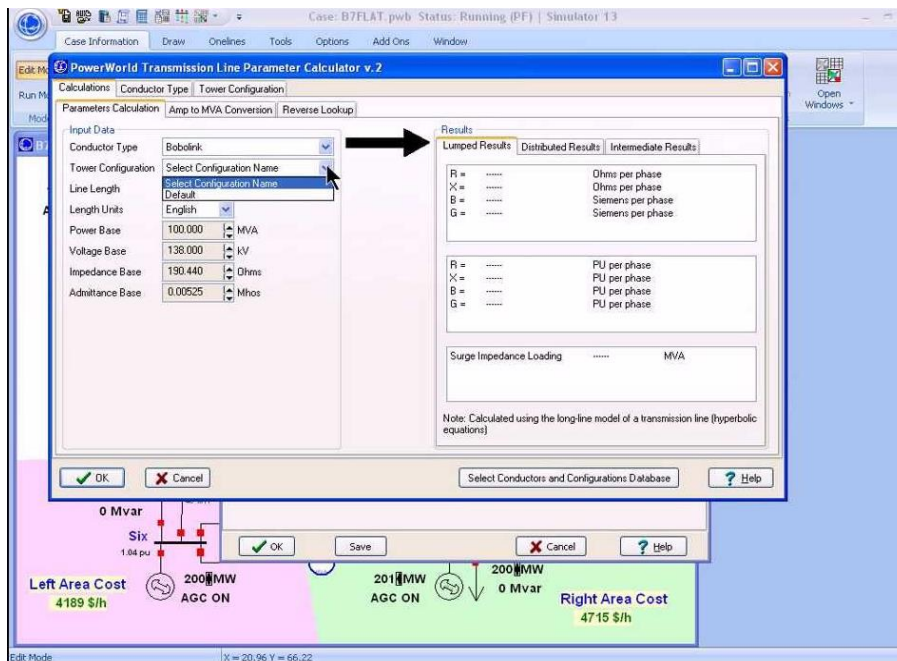 Case: B7FLAT.pwb Status: Running (PF) | Simulator 13
Case Information Draw Onelines Tools Options Add Ons Window
Edit Mo
Run Mo
Mod
Open
Windows
PowerWorld Transmission Line Parameter Calculator v.2
Calculations Conductor Type Tower Configuration
Parameters Calculation Amp to MVA Conversion Reverse Lookup
Input Data
Conductor Type Bobolink
Tower Configuration Select Configuration Name
Select Configuration Name
Default
Line Length
Length Units English
Power Base 100.000 MVA
Voltage Base 138.000 kV
Impedance Base 190.440 Ohms
Admittance Base 0.00525 Mhos
Results
Lumped Results Distributed Results Intermediate Results
R = ------ Ohms per phase
X = ------ Ohms per phase
B = ------ Siemens per phase
G = ------ Siemens per phase
R = ------ PU per phase
X = ------ PU per phase
B = ------ PU per phase
G = ------ PU per phase
Surge Impedance Loading ------ MVA
Note: Calculated using the long-line model of a transmission line (hyperbolic
equations)
OK Cancel Select Conductors and Configurations Database ? Help
OK Save Cancel ? Help
0 Mvar
Six
1.04 pu
200 MW
AGC ON
Left Area Cost
4189 $/h
201 MW
AGC ON
200 MW
0 Mvar
Right Area Cost
4715 $/h
Edit Mode X = 20.96 Y = 66.22